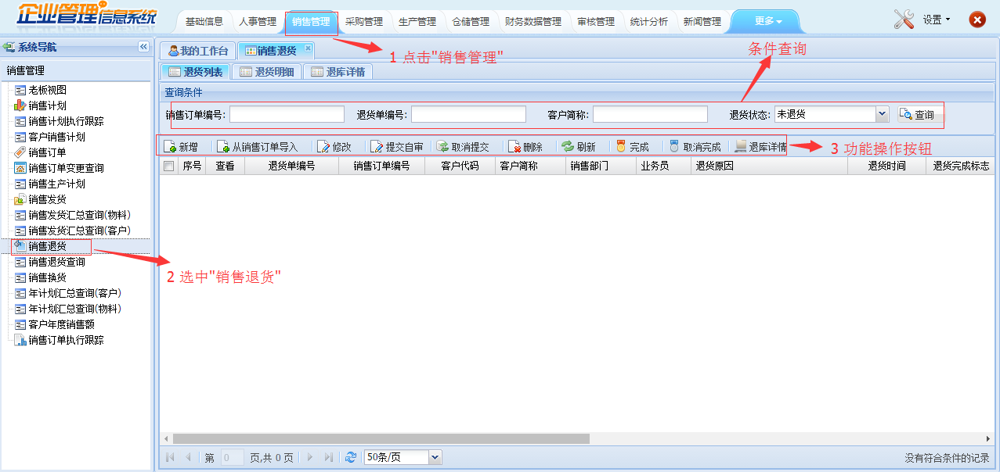 企业管理信息系统
基础信息 人事管理 销售管理 采购管理 生产管理 仓储管理 财务数据管理 审核管理 统计分析 新闻管理 更多 设置
系统导航
我的工作台 销售退货
1 点击"销售管理"
条件查询
销售管理
退货列表 退货明细 退库详情
老板视图
销售计划
销售计划执行跟踪
客户销售计划
销售订单
销售订单变更查询
销售生产计划
销售发货
销售发货汇总查询(物料)
销售发货汇总查询(客户)
销售退货
销售退货查询
销售换货
年计划汇总查询(客户)
年计划汇总查询(物料)
客户年度销售额
销售订单执行跟踪
查询条件
销售订单编号: 退货单编号: 客户简称: 退货状态: 未退货 查询
新增 从销售订单导入 修改 提交自审 取消提交 删除 刷新 完成 取消完成 退库详情
3 功能操作按钮
序号 查看 退货单编号 销售订单编号 客户代码 客户简称 销售部门 业务员 退货原因 退货时间 退货完成标志
2 选中"销售退货"
第 0 页,共 0 页 50条/页 没有符合条件的记录